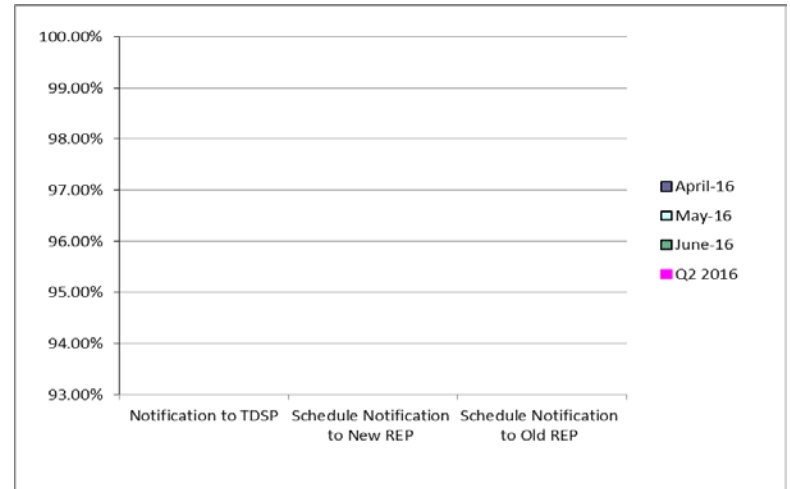 100.00%
99.00%
98.00%
97.00%
96.00%
95.00%
94.00%
93.00%
Notification to TDSP
Schedule Notification
to New REP
Schedule Notification
to Old REP
April-16
May-16
June-16
Q2 2016